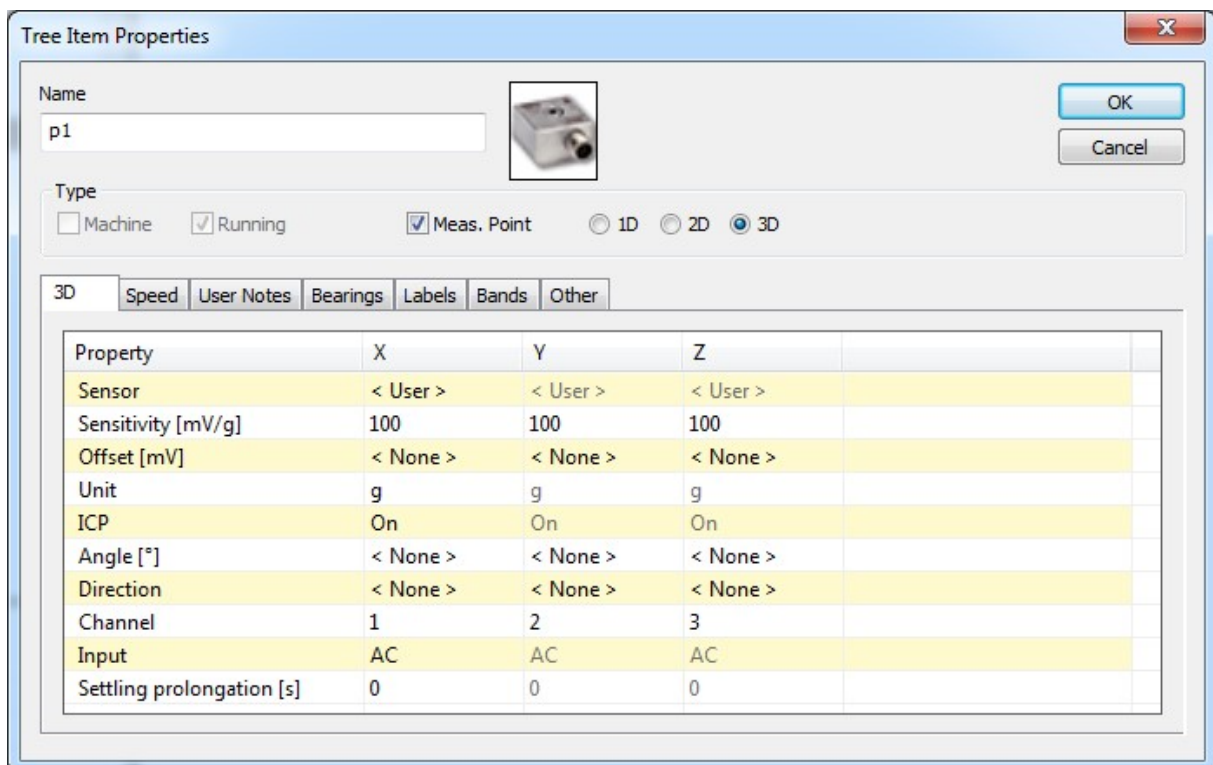 Tree Item Properties
Name
OK
p1
Cancel
Type
Machine Running Meas. Point 1D 2D 3D
3D Speed User Notes Bearings Labels Bands Other
Property X Y Z
Sensor < User > < User > < User >
Sensitivity [mV/g] 100 100 100
Offset [mV] < None > < None > < None >
Unit g g g
ICP On On On
Angle [°] < None > < None > < None >
Direction < None > < None > < None >
Channel 1 2 3
Input AC AC AC
Settling prolongation [s] 0 0 0